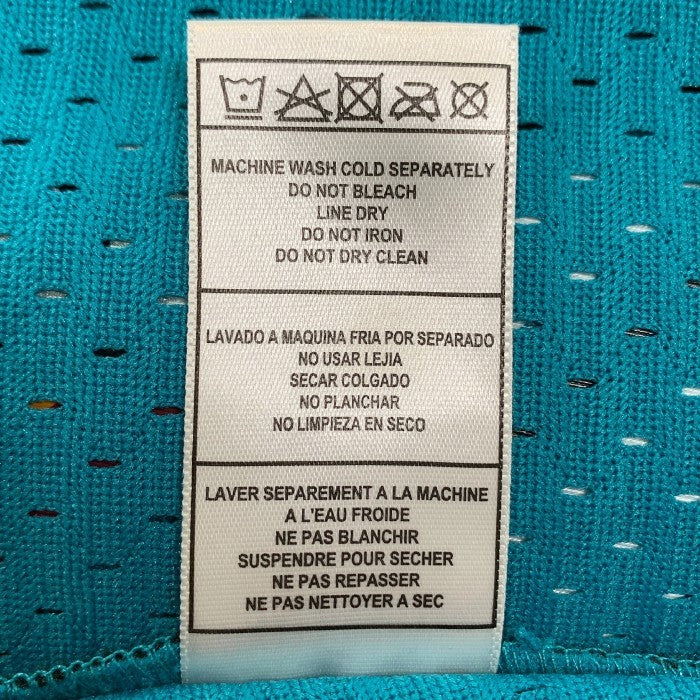 MACHINE WASH COLD SEPARATELY
DO NOT BLEACH
LINE DRY
DO NOT IRON
DO NOT DRY CLEAN
LAVADO A MAQUINA FRIA POR SEPARADO
NO USAR LEJIA
SECAR COLGADO
NO PLANCHAR
NO LIMPIEZA EN SECO
LAVER SEPAREMENT A LA MACHINE
A L'EAU FROIDE
NE PAS BLANCHIR
SUSPENDRE POUR SECHER
NE PAS REPASSER
NE PAS NETTOYER A SEC